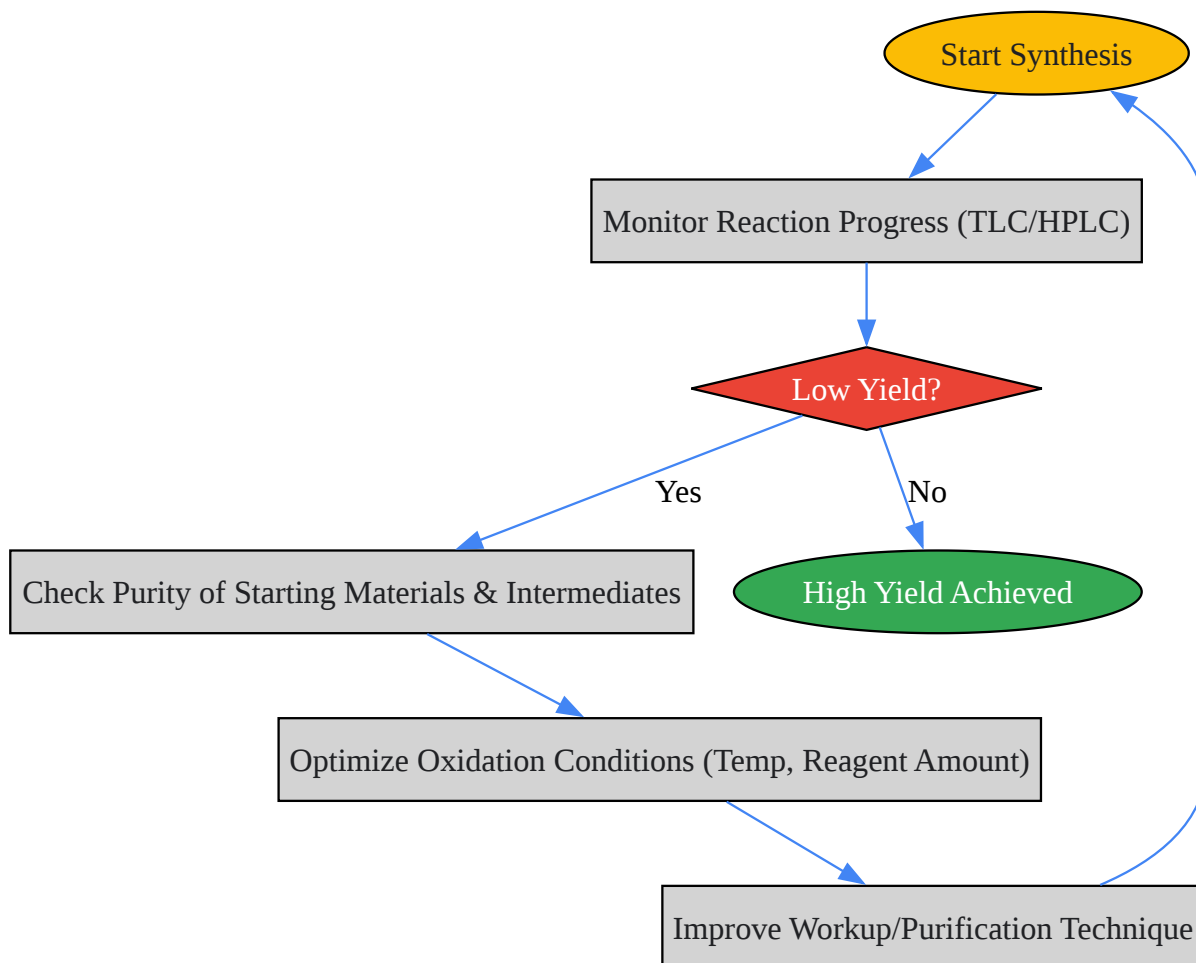 Start Synthesis
Monitor Reaction Progress (TLC/HPLC)
Low Yield?
Yes
No
Check Purity of Starting Materials & Intermediates
High Yield Achieved
Optimize Oxidation Conditions (Temp, Reagent Amount)
Improve Workup/Purification Technique